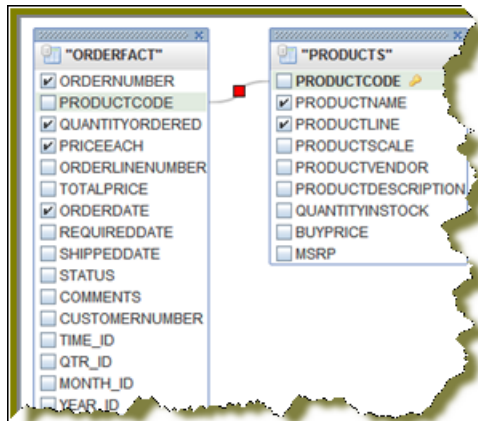 "ORDERFACT"
ORDERNUMBER
PRODUCTCODE
QUANTITYORDERED
PRICEEACH
ORDERLINENUMBER
TOTALPRICE
ORDERDATE
REQUIREDDATE
SHIPPEDDATE
STATUS
COMMENTS
CUSTOMERNUMBER
TIME_ID
QTR_ID
MONTH_ID
YEAR_ID
"PRODUCTS"
PRODUCTCODE
PRODUCTNAME
PRODUCTLINE
PRODUCTSCALE
PRODUCTVENDOR
PRODUCTDESCRIPTION
QUANTITYINSTOCK
BUYPRICE
MSRP